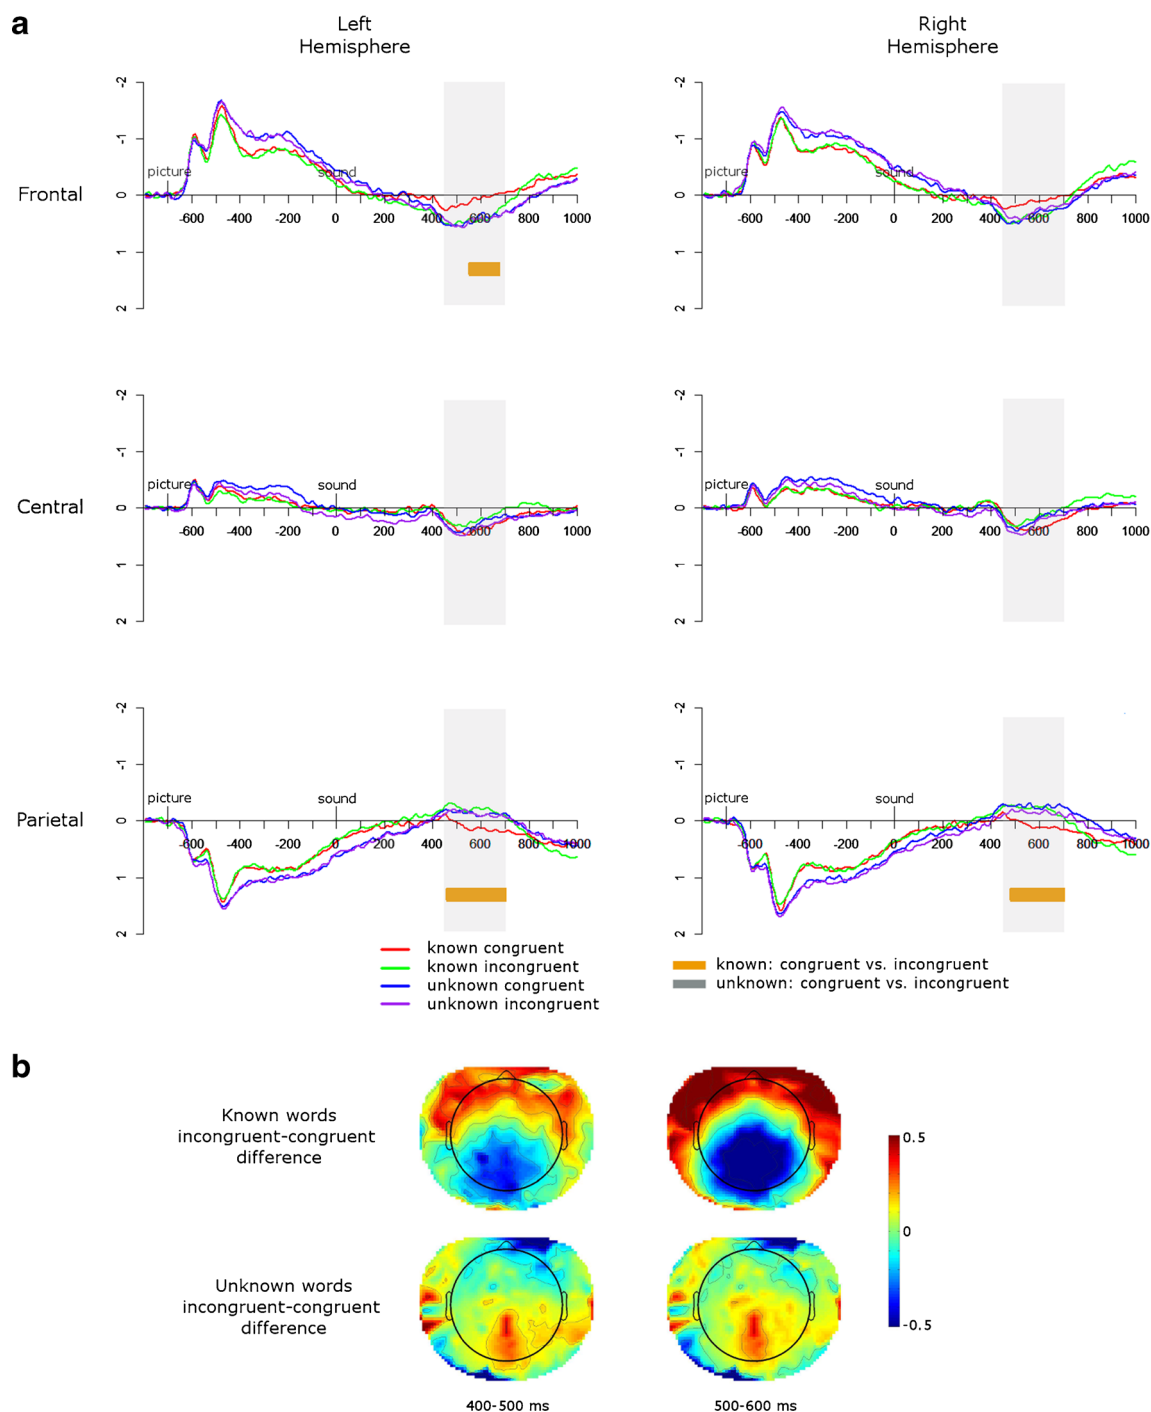 a
Left
Hemisphere
Right
Hemisphere
Frontal
-2
-1
0
1
2
picture
sound
-600 -400 -200 0 200 400 600 800 1000
-2
-1
0
1
2
picture
sound
-600 -400 -200 0 200 400 600 800 1000
Central
-2
-1
0
1
2
picture
sound
-600 -400 -200 0 200 400 600 800 1000
-2
-1
0
1
2
picture
sound
-600 -400 -200 0 200 400 600 800 1000
Parietal
-2
-1
0
1
2
picture
sound
-600 -400 -200 0 200 400 600 800 1000
-2
-1
0
1
2
picture
sound
-600 -400 -200 0 200 400 600 800 1000
known congruent
known incongruent
unknown congruent
unknown incongruent
known: congruent vs. incongruent
unknown: congruent vs. incongruent
b
Known words
incongruent-congruent
difference
Unknown words
incongruent-congruent
difference
0.5
0
-0.5
400-500 ms
500-600 ms